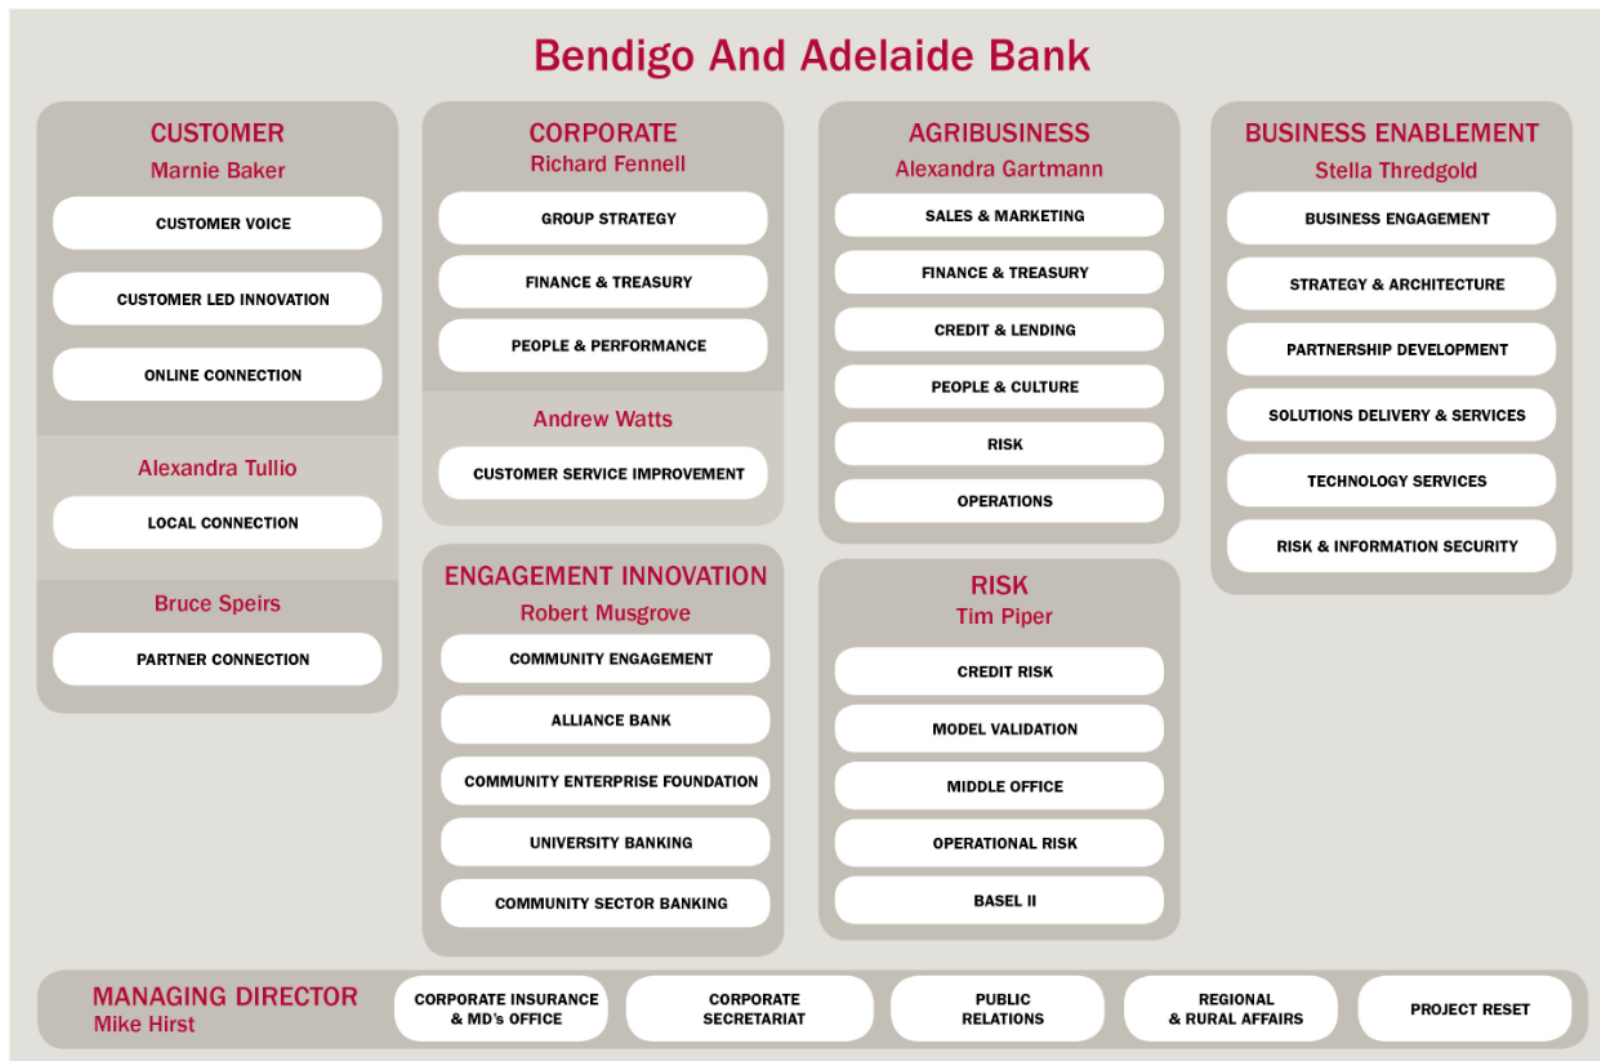 Bendigo And Adelaide Bank
CUSTOMER
Marnie Baker
CUSTOMER VOICE
CUSTOMER LED INNOVATION
ONLINE CONNECTION
Alexandra Tullio
LOCAL CONNECTION
Bruce Speirs
PARTNER CONNECTION
CORPORATE
Richard Fennell
GROUP STRATEGY
FINANCE & TREASURY
PEOPLE & PERFORMANCE
Andrew Watts
CUSTOMER SERVICE IMPROVEMENT
ENGAGEMENT INNOVATION
Robert Musgrove
COMMUNITY ENGAGEMENT
ALLIANCE BANK
COMMUNITY ENTERPRISE FOUNDATION
UNIVERSITY BANKING
COMMUNITY SECTOR BANKING
AGRIBUSINESS
Alexandra Gartmann
SALES & MARKETING
FINANCE & TREASURY
CREDIT & LENDING
PEOPLE & CULTURE
RISK
OPERATIONS
RISK
Tim Piper
CREDIT RISK
MODEL VALIDATION
MIDDLE OFFICE
OPERATIONAL RISK
BASEL II
BUSINESS ENABLEMENT
Stella Thredgold
BUSINESS ENGAGEMENT
STRATEGY & ARCHITECTURE
PARTNERSHIP DEVELOPMENT
SOLUTIONS DELIVERY & SERVICES
TECHNOLOGY SERVICES
RISK & INFORMATION SECURITY
MANAGING DIRECTOR
Mike Hirst
CORPORATE INSURANCE
& MD's OFFICE
CORPORATE
SECRETARIAT
PUBLIC
RELATIONS
REGIONAL
& RURAL AFFAIRS
PROJECT RESET